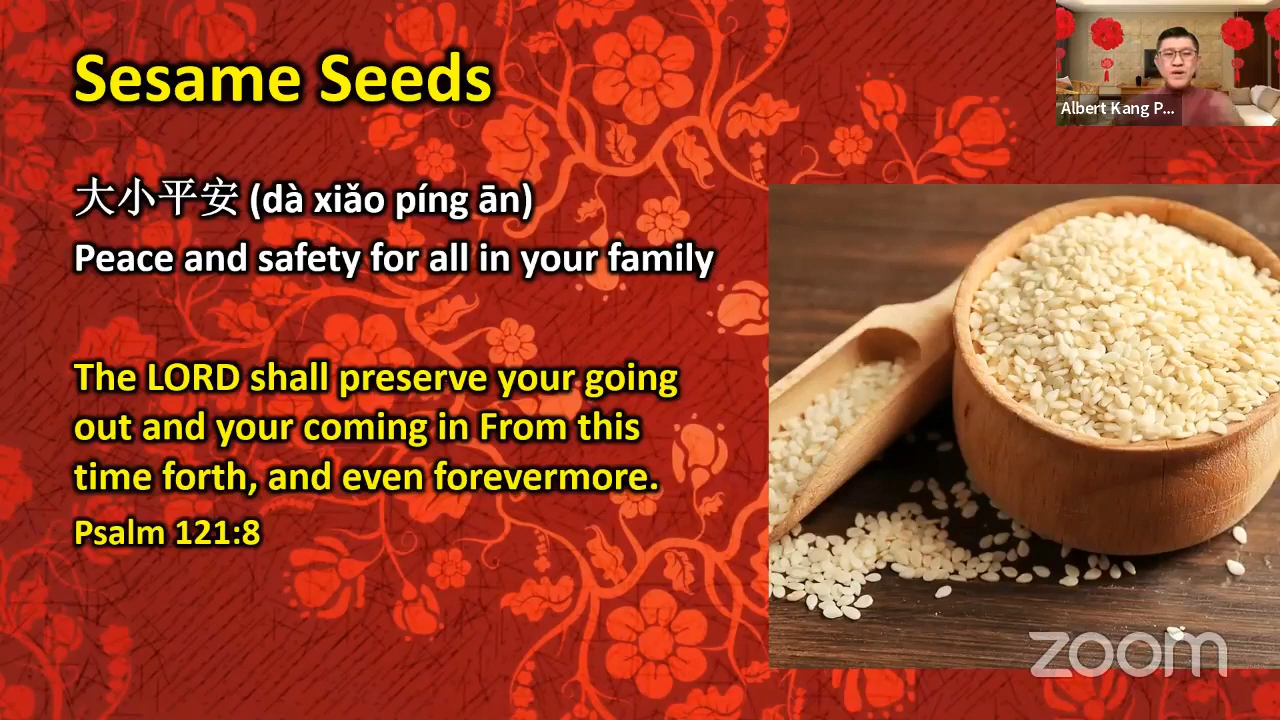 Sesame Seeds
Albert Kang P...
大小平安 (dà xiǎo píng ān)
Peace and safety for all in your family
The LORD shall preserve your going
out and your coming in From this
time forth, and even forevermore.
Psalm 121:8
zoom